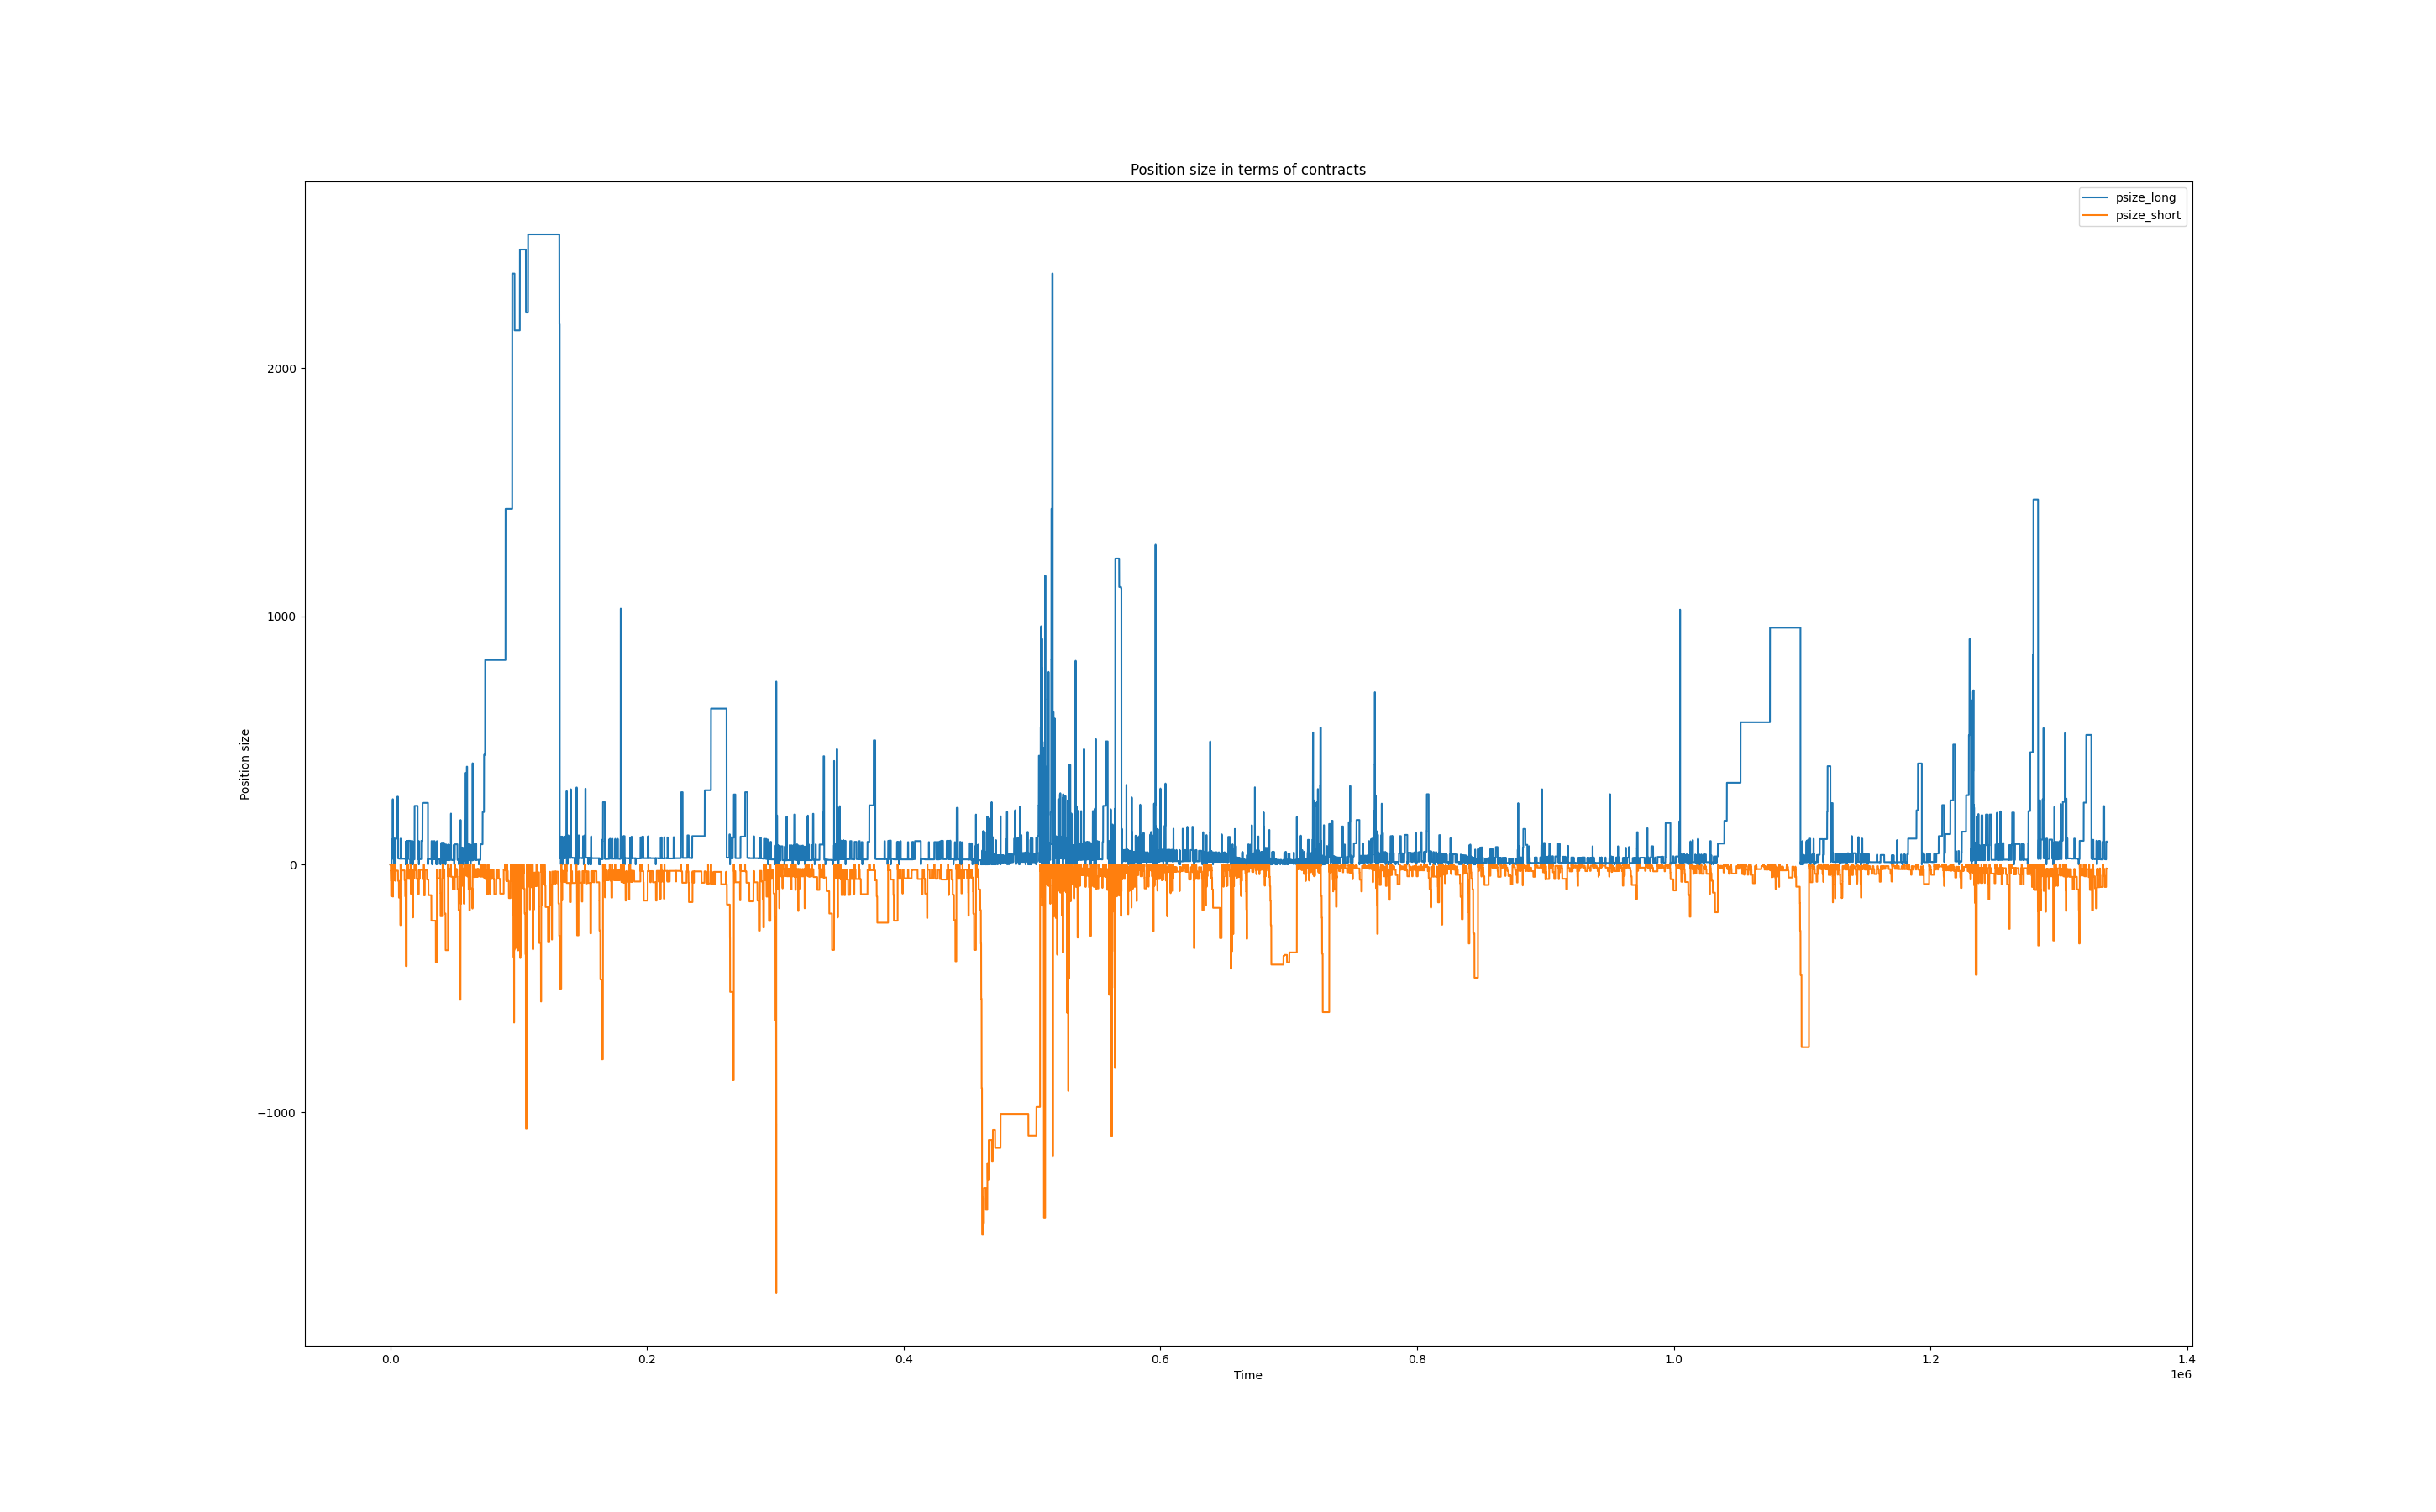 Position size in terms of contracts
psize_long
psize_short
Position size
2000
1000
0
−1000
0.0
0.2
0.4
0.6
0.8
1.0
1.2
1.4
Time
1e6